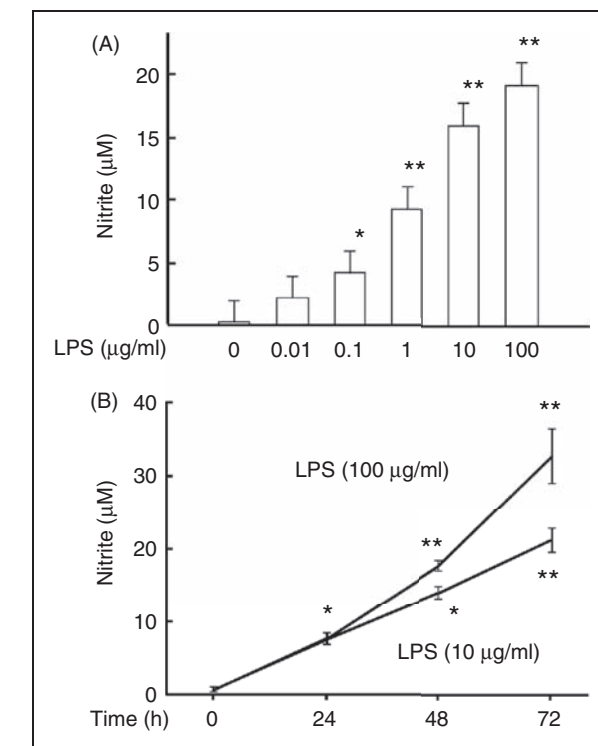 (A)
**
20
**
15
Nitrite (μM)
**
10
*
5
0
LPS (μg/ml) 0 0.01 0.1 1 10 100
(B)
40
**
LPS (100 μg/ml)
30
Nitrite (μM)
**
20
**
*
*
10
LPS (10 μg/ml)
0
Time (h) 0 24 48 72